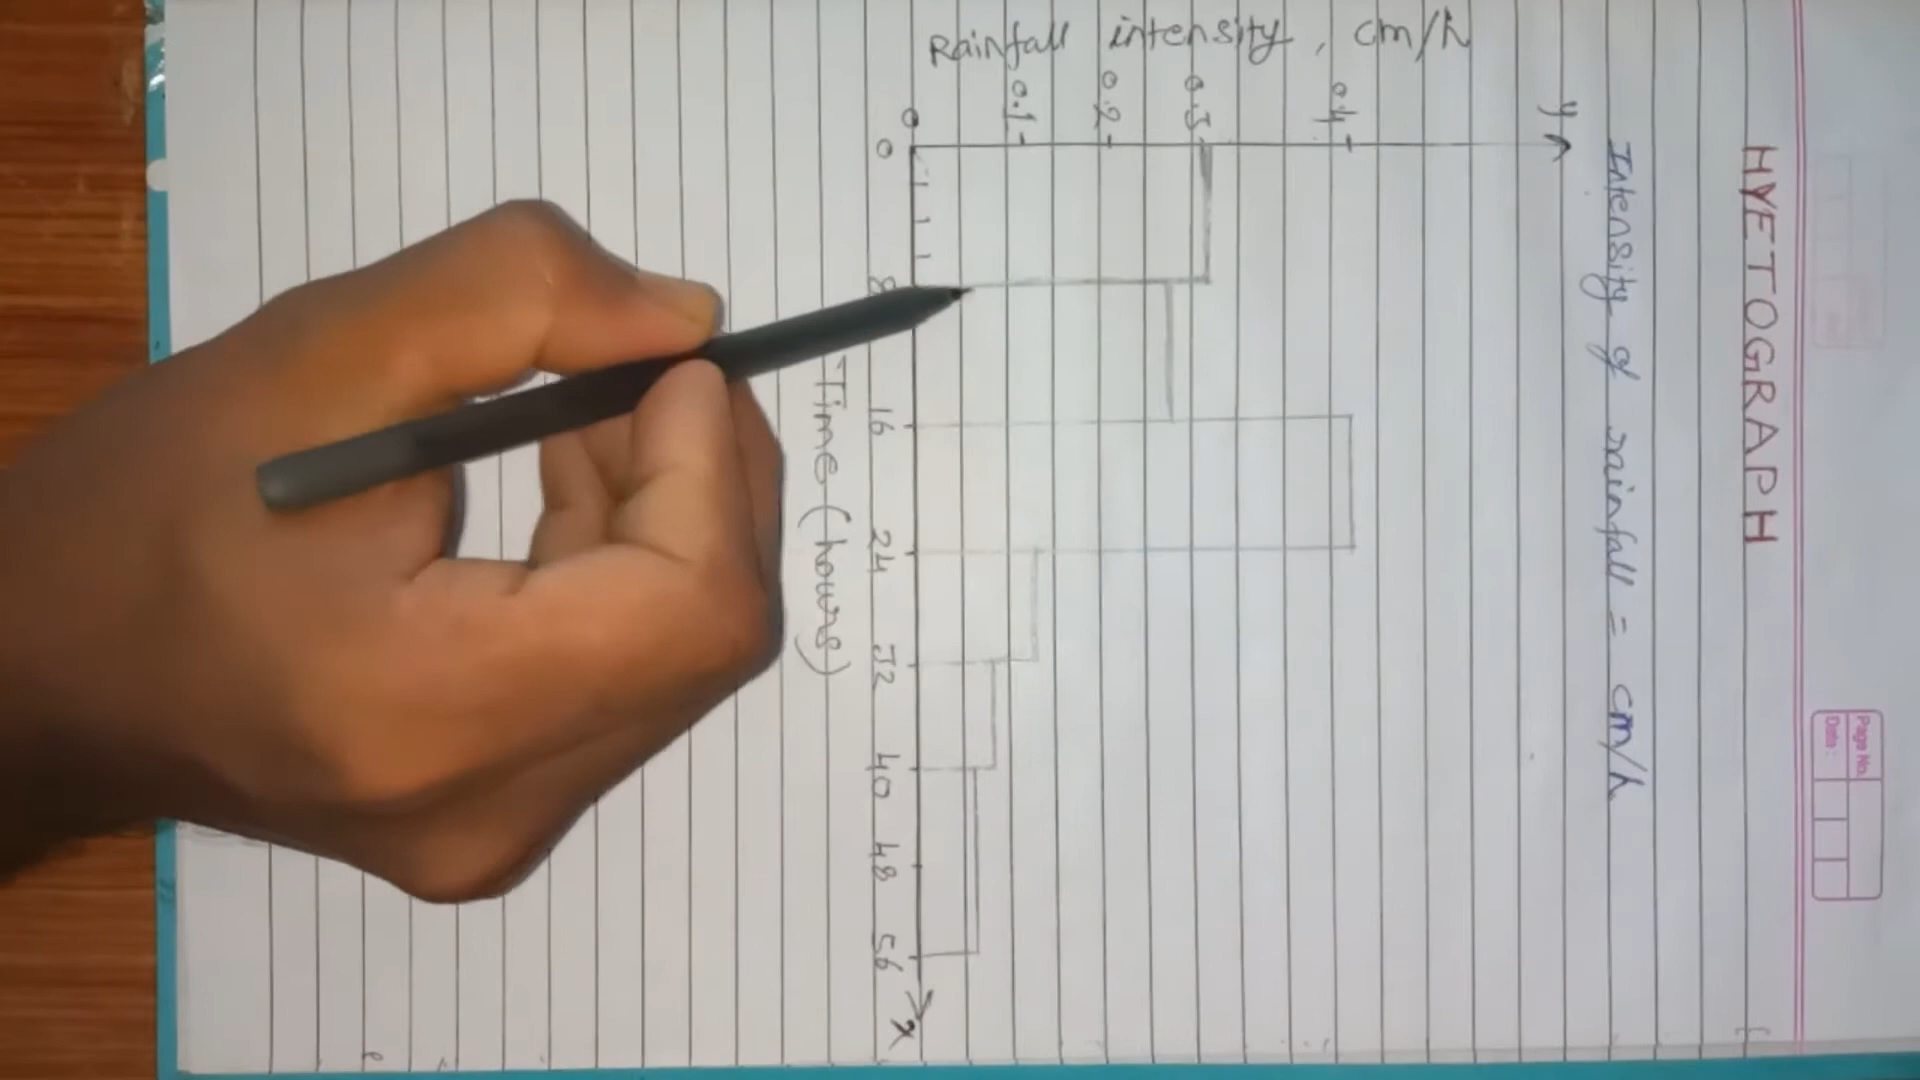 Page No.
Date :
HYETOGRAPH
Intensity of rainfall = cm/h
y
Rainfall intensity, cm/h
0.4
0.3
0.2
0.1
0
0 8 16 24 32 40 48 56
x
Time (hours)